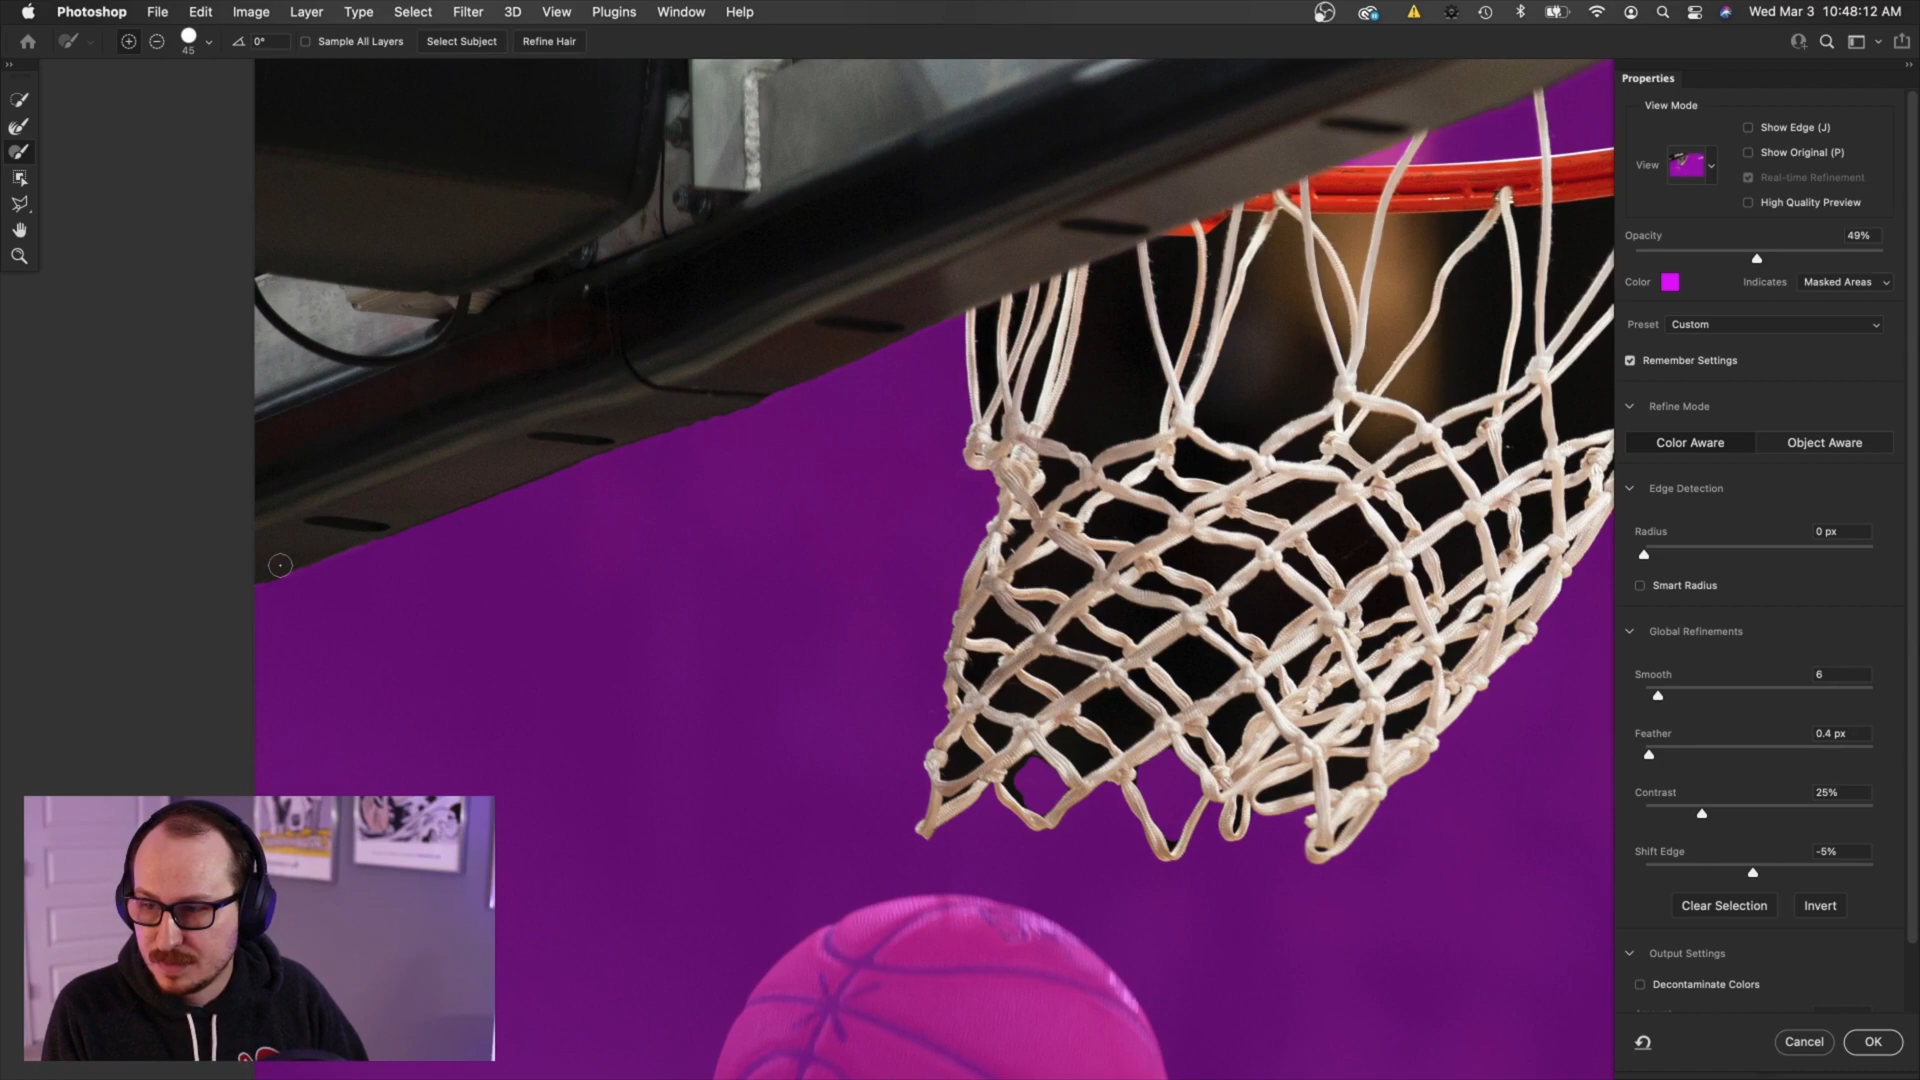 Photoshop File Edit Image Layer Type Select Filter 3D View Plugins Window Help Wed Mar 3 10:48:12 AM
45 0° Sample All Layers Select Subject Refine Hair
Properties
View Mode
Show Edge (J)
Show Original (P)
View
Real-time Refinement
High Quality Preview
Opacity 49%
Color Indicates Masked Areas
Preset Custom
Remember Settings
Refine Mode
Color Aware Object Aware
Edge Detection
Radius 0 px
Smart Radius
Global Refinements
Smooth 6
Feather 0.4 px
Contrast 25%
Shift Edge -5%
Clear Selection Invert
Output Settings
Decontaminate Colors
Cancel OK